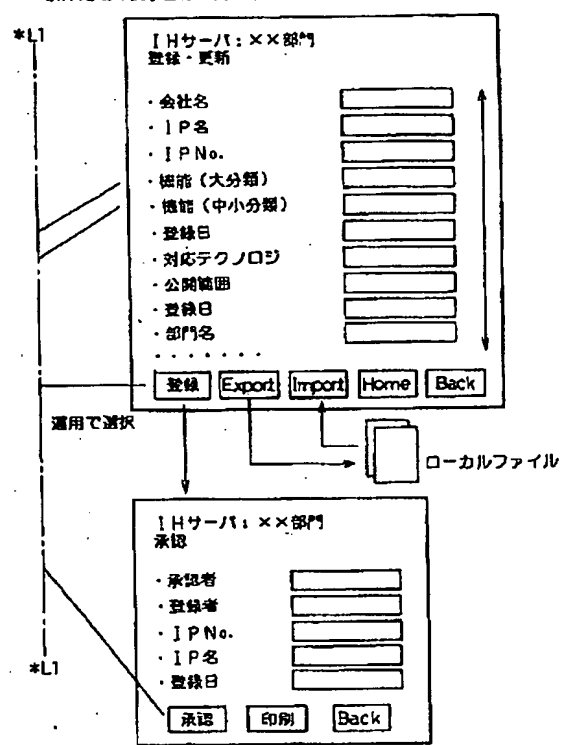 *L1
IHサーバ:××部門
登録・更新
・会社名
・IP名
・IPNo.
・機能(大分類)
・機能(中小分類)
・登録日
・対応テクノロジ
・公開範囲
・登録日
・部門名
・・・・・・・
登録 Export Import Home Back
運用で選択
ローカルファイル
IHサーバ:××部門
承認
・承認者
・登録者
・IPNo.
・IP名
・登録日
*L1
承認 印刷 Back